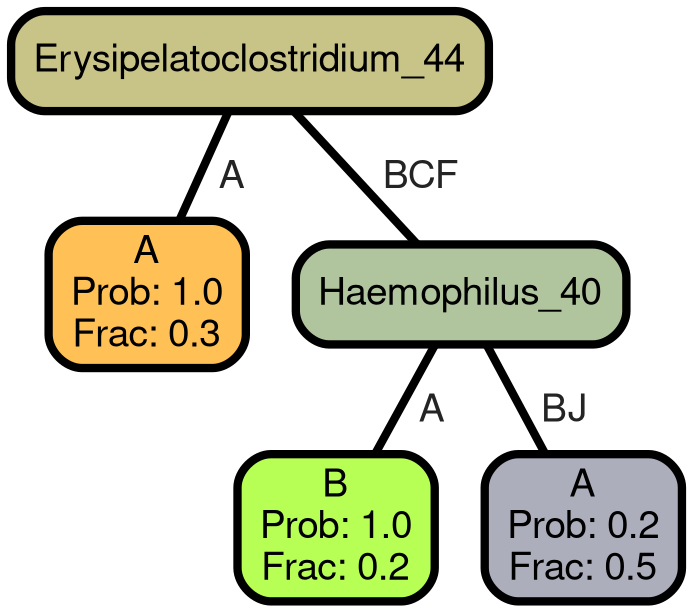 Erysipelatoclostridium_44
A
BCF
A
Prob: 1.0
Frac: 0.3
Haemophilus_40
A
BJ
B
Prob: 1.0
Frac: 0.2
A
Prob: 0.2
Frac: 0.5